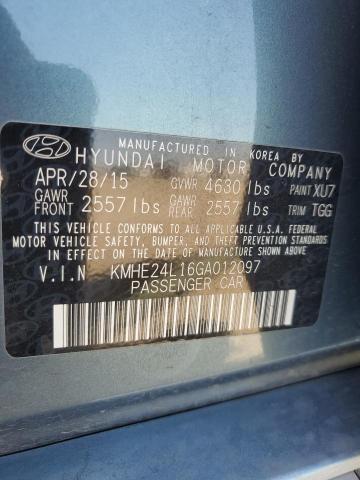 MANUFACTURED IN KOREA BY
HYUNDAI MOTOR COMPANY
APR/28/15 GVWR 4630 lbs PAINT XU7
GAWR FRONT 2557 lbs GAWR REAR 2557 lbs TRIM TGG
THIS VEHICLE CONFORMS TO ALL APPLICABLE U.S.A. FEDERAL
MOTOR VEHICLE SAFETY, BUMPER, AND THEFT PREVENTION STANDARDS
IN EFFECT ON THE DATE OF MANUFACTURE SHOWN ABOVE.
V.I.N KMHE24L16GA012097
PASSENGER CAR